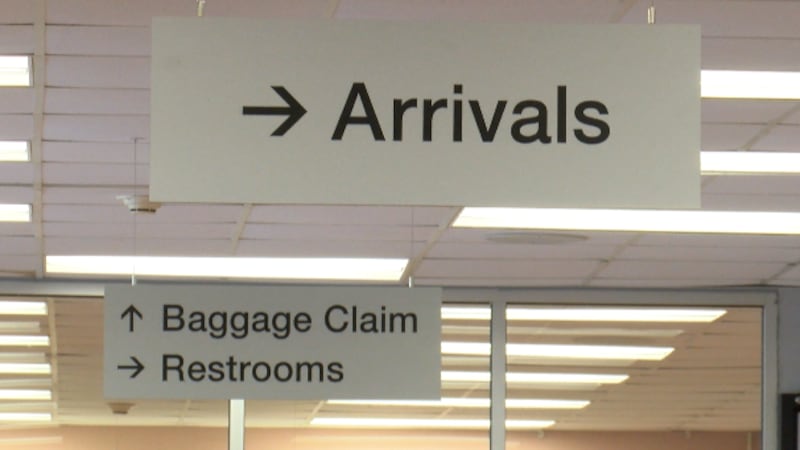 → Arrivals
↑ Baggage Claim
→ Restrooms